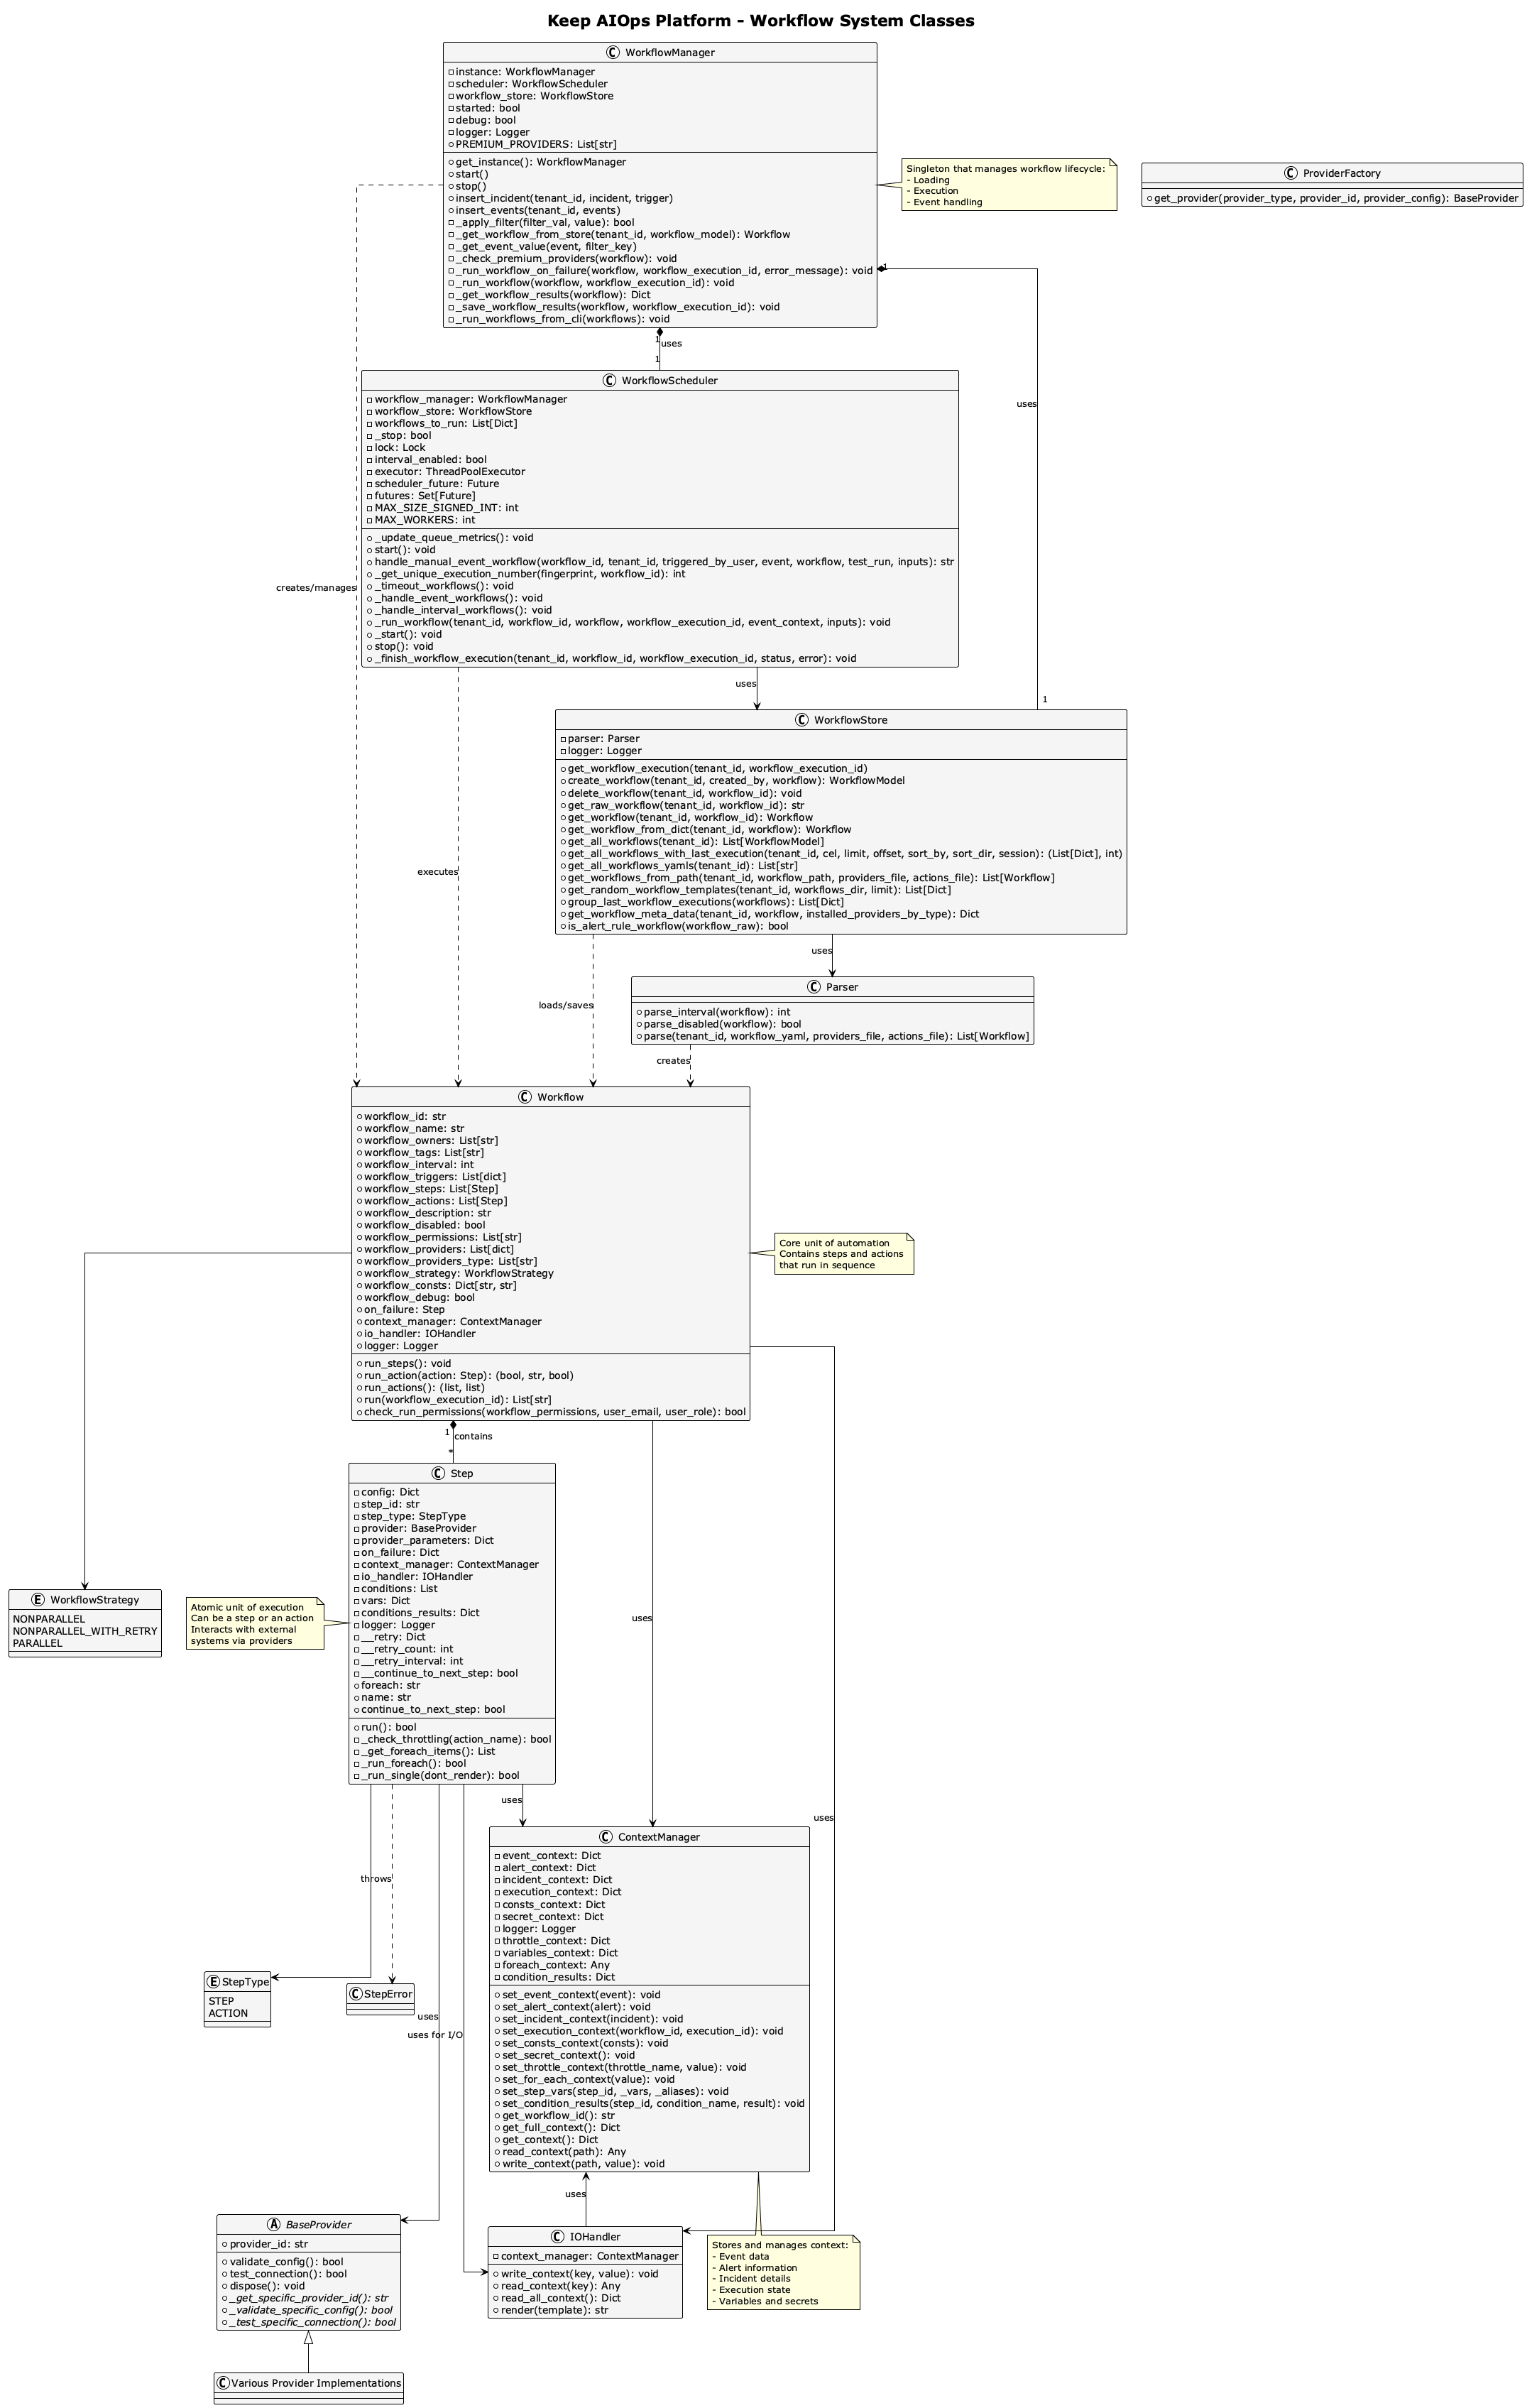 Keep AIOps Platform - Workflow System Classes
C WorkflowManager
instance: WorkflowManager
scheduler: WorkflowScheduler
workflow_store: WorkflowStore
started: bool
debug: bool
logger: Logger
PREMIUM_PROVIDERS: List[str]
get_instance(): WorkflowManager
start()
stop()
insert_incident(tenant_id, incident, trigger)
insert_events(tenant_id, events)
_apply_filter(filter_val, value): bool
_get_workflow_from_store(tenant_id, workflow_model): Workflow
_get_event_value(event, filter_key)
_check_premium_providers(workflow): void
_run_workflow_on_failure(workflow, workflow_execution_id, error_message): void
_run_workflow(workflow, workflow_execution_id): void
_get_workflow_results(workflow): Dict
_save_workflow_results(workflow, workflow_execution_id): void
_run_workflows_from_cli(workflows): void
Singleton that manages workflow lifecycle:
- Loading
- Execution
- Event handling
C ProviderFactory
get_provider(provider_type, provider_id, provider_config): BaseProvider
1
1
uses
1
C WorkflowScheduler
workflow_manager: WorkflowManager
workflow_store: WorkflowStore
workflows_to_run: List[Dict]
_stop: bool
lock: Lock
interval_enabled: bool
executor: ThreadPoolExecutor
scheduler_future: Future
futures: Set[Future]
MAX_SIZE_SIGNED_INT: int
MAX_WORKERS: int
_update_queue_metrics(): void
start(): void
handle_manual_event_workflow(workflow_id, tenant_id, triggered_by_user, event, workflow, test_run, inputs): str
_get_unique_execution_number(fingerprint, workflow_id): int
_timeout_workflows(): void
_handle_event_workflows(): void
_handle_interval_workflows(): void
_run_workflow(tenant_id, workflow_id, workflow, workflow_execution_id, event_context, inputs): void
_start(): void
stop(): void
_finish_workflow_execution(tenant_id, workflow_id, workflow_execution_id, status, error): void
uses
creates/manages
uses
1
C WorkflowStore
parser: Parser
logger: Logger
get_workflow_execution(tenant_id, workflow_execution_id)
create_workflow(tenant_id, created_by, workflow): WorkflowModel
delete_workflow(tenant_id, workflow_id): void
get_raw_workflow(tenant_id, workflow_id): str
get_workflow(tenant_id, workflow_id): Workflow
get_workflow_from_dict(tenant_id, workflow): Workflow
get_all_workflows(tenant_id): List[WorkflowModel]
get_all_workflows_with_last_execution(tenant_id, cel, limit, offset, sort_by, sort_dir, session): (List[Dict], int)
get_all_workflows_yamls(tenant_id): List[str]
get_workflows_from_path(tenant_id, workflow_path, providers_file, actions_file): List[Workflow]
get_random_workflow_templates(tenant_id, workflows_dir, limit): List[Dict]
group_last_workflow_executions(workflows): List[Dict]
get_workflow_meta_data(tenant_id, workflow, installed_providers_by_type): Dict
is_alert_rule_workflow(workflow_raw): bool
executes
uses
C Parser
parse_interval(workflow): int
parse_disabled(workflow): bool
parse(tenant_id, workflow_yaml, providers_file, actions_file): List[Workflow]
loads/saves
creates
C Workflow
workflow_id: str
workflow_name: str
workflow_owners: List[str]
workflow_tags: List[str]
workflow_interval: int
workflow_triggers: List[dict]
workflow_steps: List[Step]
workflow_actions: List[Step]
workflow_description: str
workflow_disabled: bool
workflow_permissions: List[str]
workflow_providers: List[dict]
workflow_providers_type: List[str]
workflow_strategy: WorkflowStrategy
workflow_consts: Dict[str, str]
workflow_debug: bool
on_failure: Step
context_manager: ContextManager
io_handler: IOHandler
logger: Logger
run_steps(): void
run_action(action: Step): (bool, str, bool)
run_actions(): (list, list)
run(workflow_execution_id): List[str]
check_run_permissions(workflow_permissions, user_email, user_role): bool
Core unit of automation
Contains steps and actions
that run in sequence
1
contains
*
C Step
config: Dict
step_id: str
step_type: StepType
provider: BaseProvider
provider_parameters: Dict
on_failure: Dict
context_manager: ContextManager
io_handler: IOHandler
conditions: List
vars: Dict
conditions_results: Dict
logger: Logger
__retry: Dict
__retry_count: int
__retry_interval: int
__continue_to_next_step: bool
foreach: str
name: str
continue_to_next_step: bool
run(): bool
_check_throttling(action_name): bool
_get_foreach_items(): List
_run_foreach(): bool
_run_single(dont_render): bool
E WorkflowStrategy
NONPARALLEL
NONPARALLEL_WITH_RETRY
PARALLEL
Atomic unit of execution
Can be a step or an action
Interacts with external
systems via providers
uses
uses
uses
C ContextManager
event_context: Dict
alert_context: Dict
incident_context: Dict
execution_context: Dict
consts_context: Dict
secret_context: Dict
logger: Logger
throttle_context: Dict
variables_context: Dict
foreach_context: Any
condition_results: Dict
set_event_context(event): void
set_alert_context(alert): void
set_incident_context(incident): void
set_execution_context(workflow_id, execution_id): void
set_consts_context(consts): void
set_secret_context(): void
set_throttle_context(throttle_name, value): void
set_for_each_context(value): void
set_step_vars(step_id, _vars, _aliases): void
set_condition_results(step_id, condition_name, result): void
get_workflow_id(): str
get_full_context(): Dict
get_context(): Dict
read_context(path): Any
write_context(path, value): void
throws
E StepType
STEP
ACTION
C StepError
uses
uses for I/O
uses
A BaseProvider
provider_id: str
validate_config(): bool
test_connection(): bool
dispose(): void
_get_specific_provider_id(): str
_validate_specific_config(): bool
_test_specific_connection(): bool
C IOHandler
context_manager: ContextManager
write_context(key, value): void
read_context(key): Any
read_all_context(): Dict
render(template): str
Stores and manages context:
- Event data
- Alert information
- Incident details
- Execution state
- Variables and secrets
C Various Provider Implementations